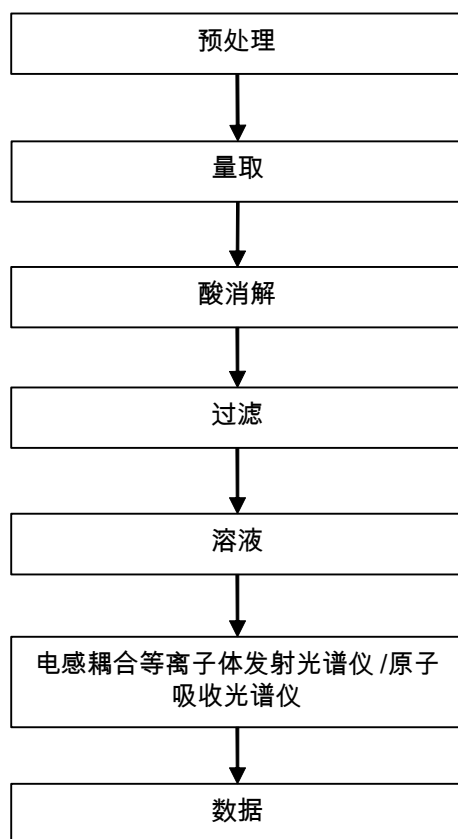 预处理
量取
酸消解
过滤
溶液
电感耦合等离子体发射光谱仪 /原子
吸收光谱仪
数据